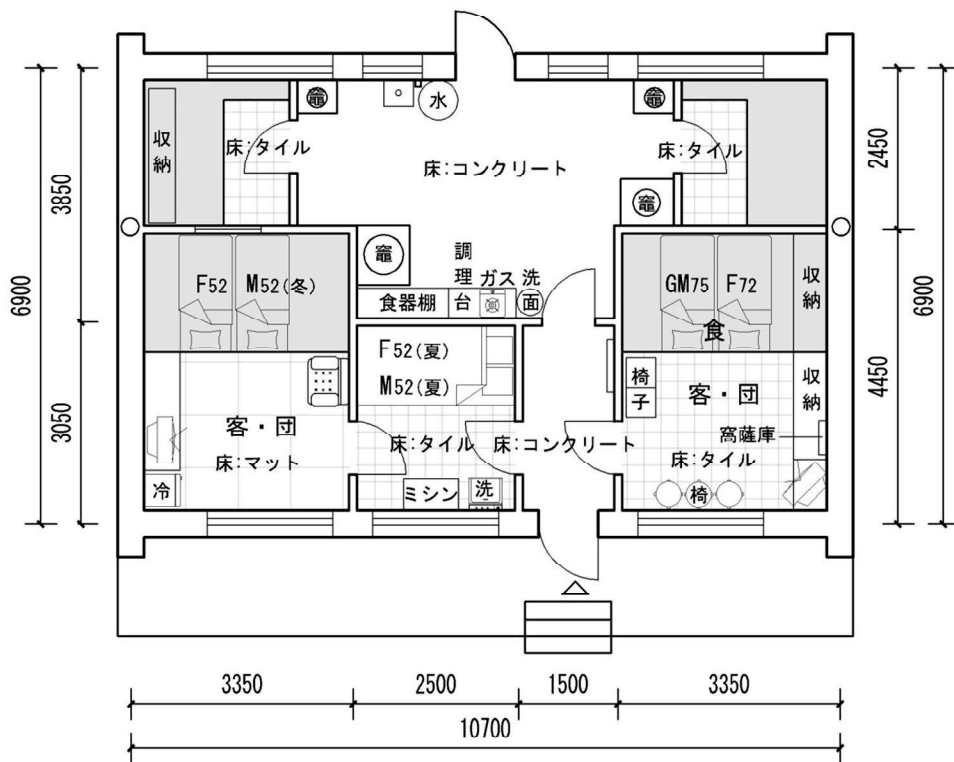 竈
水
竈
収納
床:タイル
床:コンクリート
床:タイル
竈
竈
調理台
ガス
洗面
食器棚
F52
M52(冬)
GM75
F72
収納
食
F52(夏)
M52(夏)
椅子
客・団
収納
客・団
床:マット
床:タイル
床:コンクリート
窩薩庫
床:タイル
冷
ミシン
洗
椅
6900
3850
3050
2450
4450
6900
3350
2500
1500
3350
10700